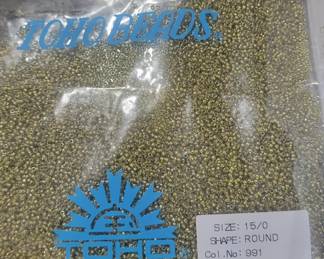 TOHO BEADS.
TOHO
SIZE: 15/0
SHAPE: ROUND
Col.No: 991